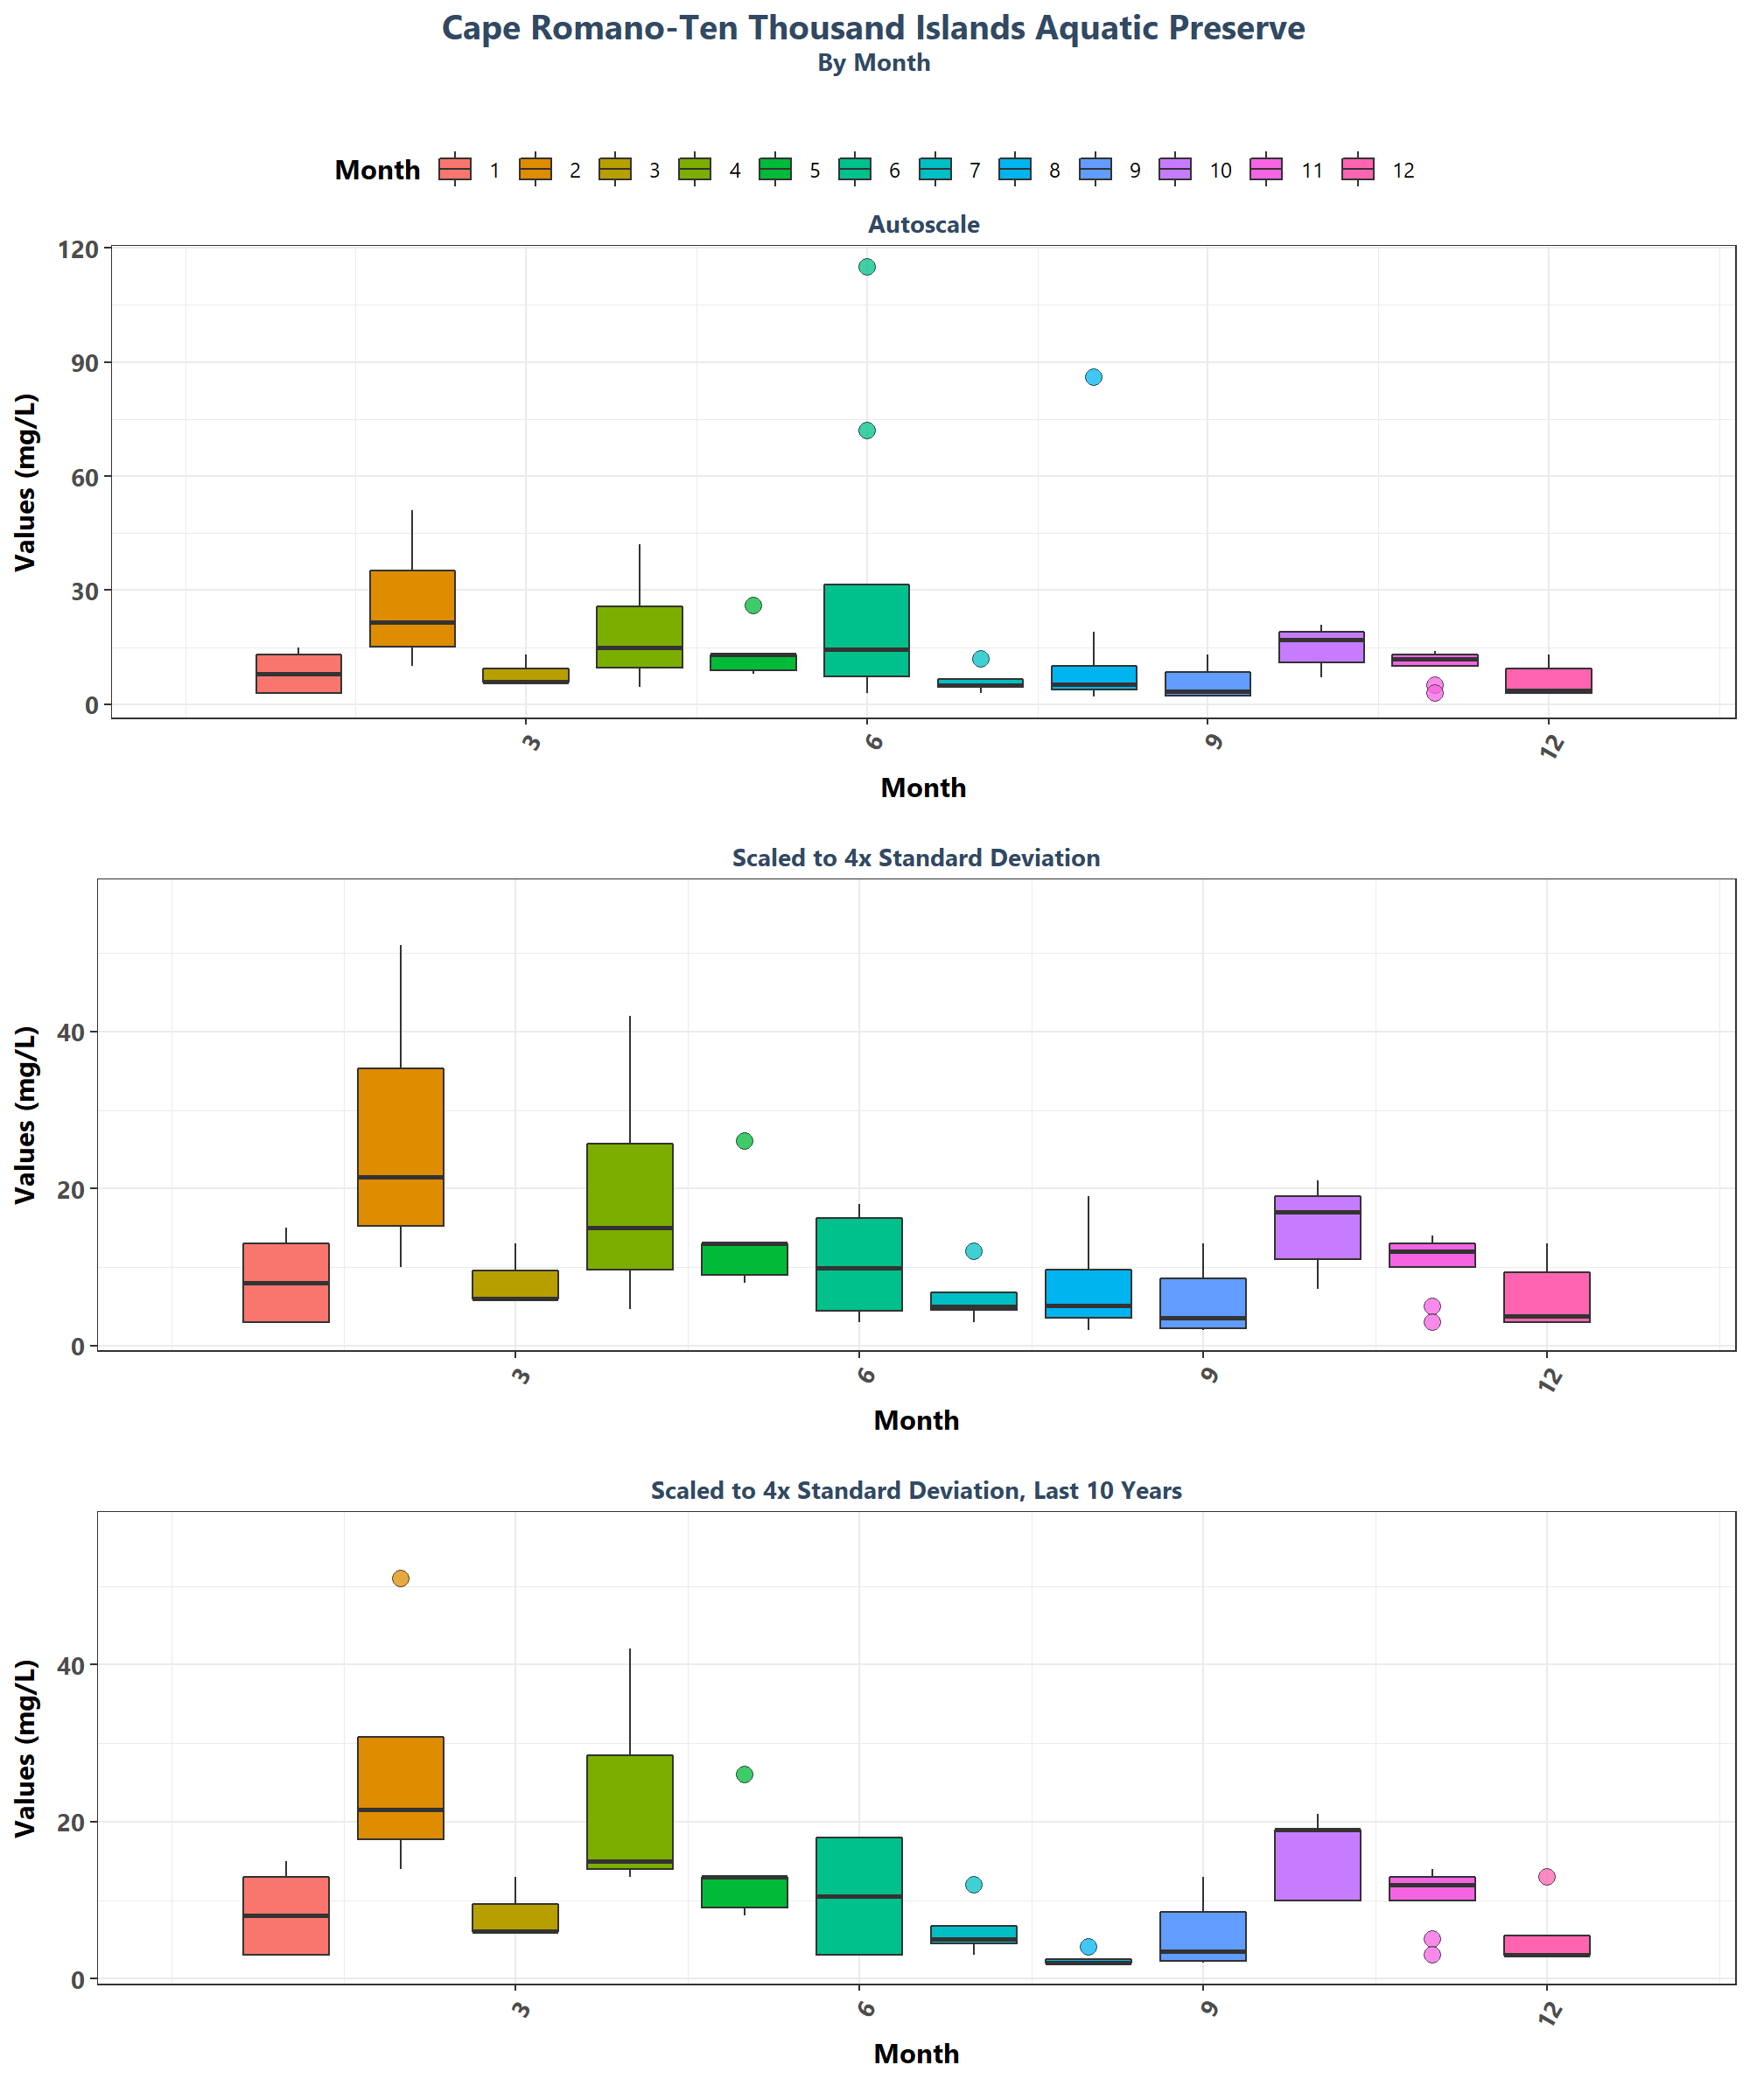 Cape Romano-Ten Thousand Islands Aquatic Preserve
By Month
Month 1 2 3 4 5 6 7 8 9 10 11 12
Autoscale
Values (mg/L)
120
90
60
30
0
3 6 9 12
Month
Scaled to 4x Standard Deviation
Values (mg/L)
40
20
0
3 6 9 12
Month
Scaled to 4x Standard Deviation, Last 10 Years
Values (mg/L)
40
20
0
3 6 9 12
Month